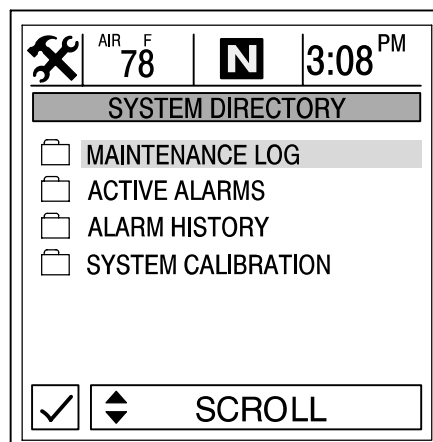 AIR F 78 N 3:08 PM
SYSTEM DIRECTORY
MAINTENANCE LOG
ACTIVE ALARMS
ALARM HISTORY
SYSTEM CALIBRATION
SCROLL